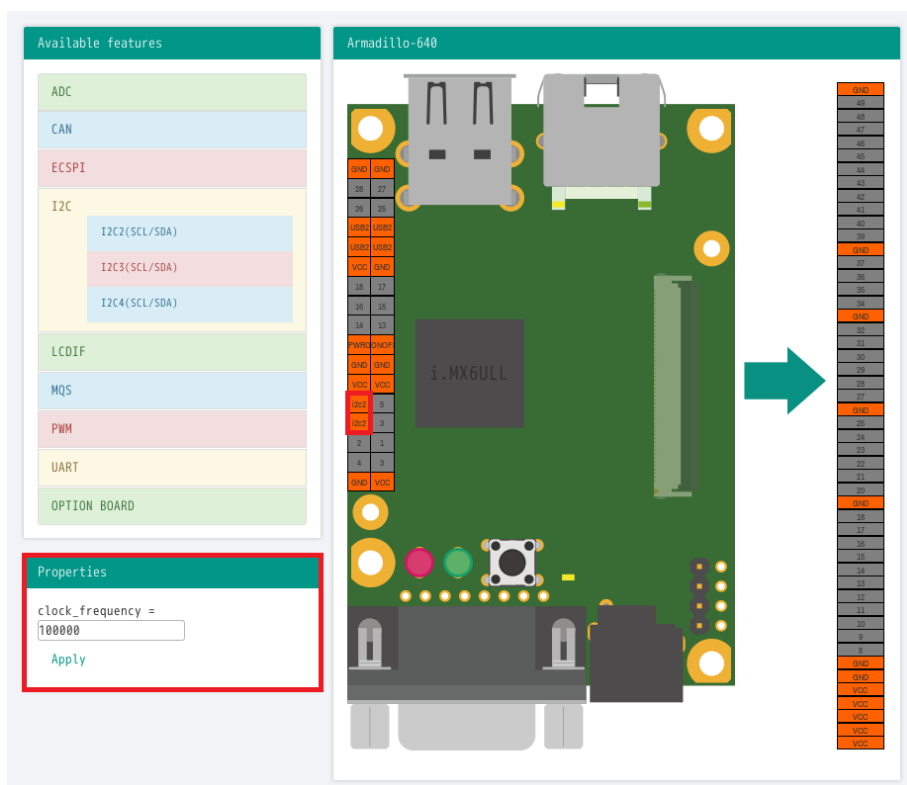 Available features
ADC
CAN
ECSPI
I2C
I2C2(SCL/SDA)
I2C3(SCL/SDA)
I2C4(SCL/SDA)
LCDIF
MQS
PWM
UART
OPTION BOARD
Properties
clock_frequency =
100000
Apply
Armadillo-640
GND GND
28 27
26 25
USB2 USB2
USB2 USB2
VCC GND
18 17
16 15
14 13
PWRO ONOF
GND GND
VCC VCC
i2c2 5
i2c2 3
2 1
4 3
GND VCC
i.MX6ULL
GND
49
48
47
46
45
44
43
42
41
40
39
GND
37
36
35
34
GND
32
31
30
29
28
27
GND
25
24
23
22
21
20
GND
18
17
16
15
14
13
12
11
10
9
8
GND
GND
VCC
VCC
VCC
VCC
VCC